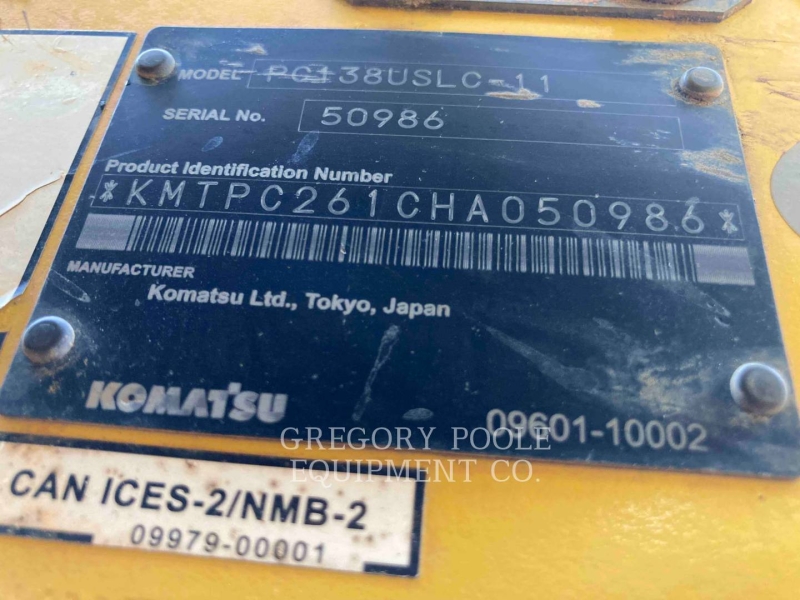 MODEL PC138USLC-11
SERIAL No. 50986
Product Identification Number
*KMTPC261CHA050986*
MANUFACTURER
Komatsu Ltd., Tokyo, Japan
KOMATSU
09601-10002
GREGORY POOLE
EQUIPMENT CO.
CAN ICES-2/NMB-2
09979-00001